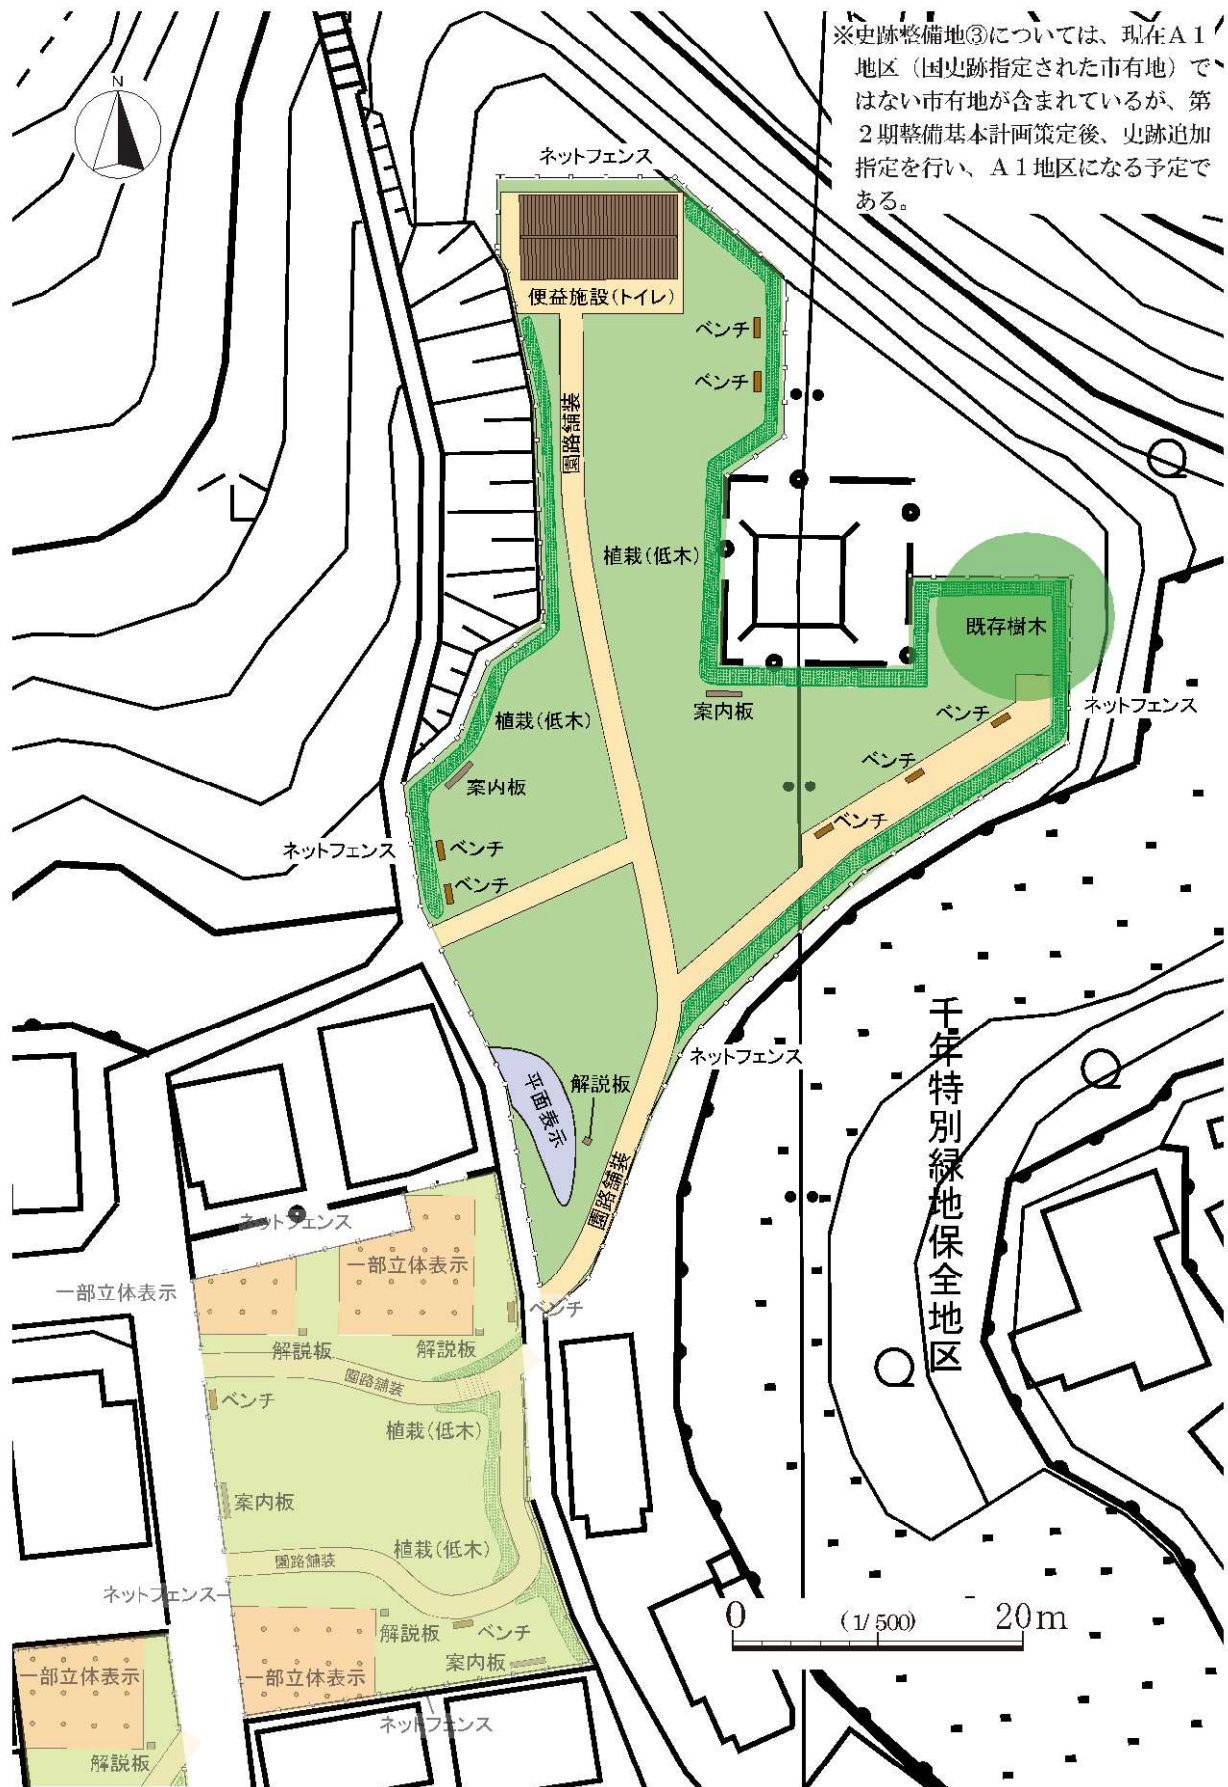 ※史跡整備地③については、現在A1
地区（国史跡指定された市有地）で
はない市有地が含まれているが、第
2期整備基本計画策定後、史跡追加
指定を行い、A1地区になる予定で
ある。
N
ネットフェンス
便益施設(トイレ)
ベンチ
ベンチ
園路舗装
植栽(低木)
既存樹木
植栽(低木)
案内板
ベンチ
ネットフェンス
ベンチ
案内板
ベンチ
ネットフェンス
ベンチ
ベンチ
千年特別緑地保全地区
ネットフェンス
平面表示
解説板
園路舗装
ネットフェンス
一部立体表示
一部立体表示
ベンチ
解説板
解説板
園路舗装
ベンチ
植栽(低木)
案内板
植栽(低木)
園路舗装
ネットフェンス
解説板
ベンチ
案内板
一部立体表示
一部立体表示
ネットフェンス
解説板
0
(1/500)
20m